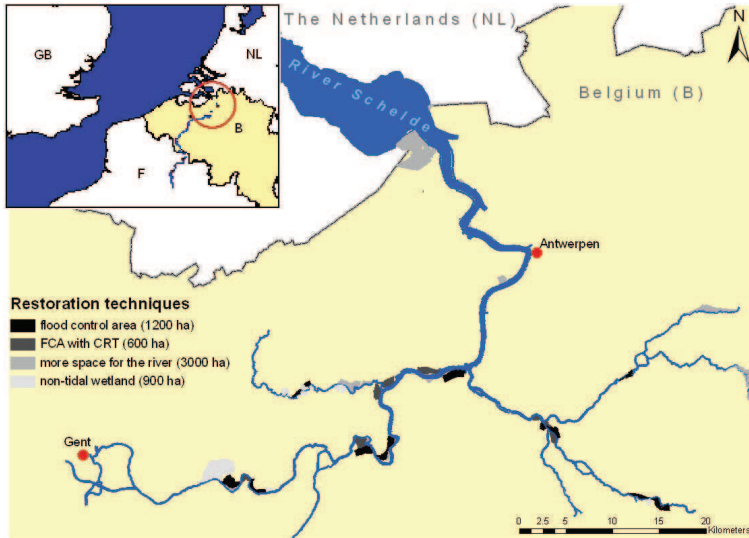 The Netherlands (NL)
N
GB
NL
River Schelde
Belgium (B)
B
F
Antwerpen
Restoration techniques
flood control area (1200 ha)
FCA with CRT (600 ha)
more space for the river (3000 ha)
non-tidal wetland (900 ha)
Gent
0 2.5 5 10 15 20
Kilometers